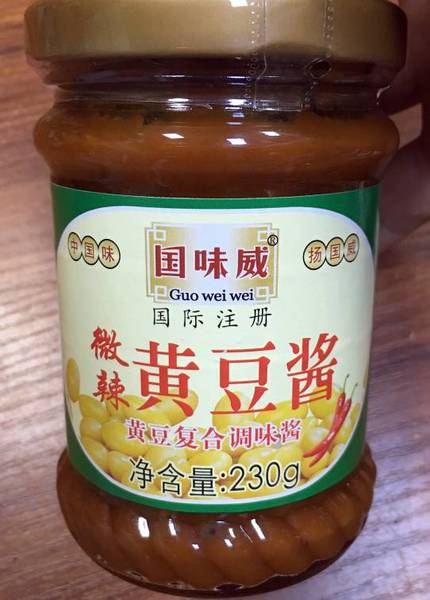 中国味
国味威®
扬国威
Guo wei wei
国际注册
微辣
黄豆酱
黄豆复合调味酱
净含量:230g